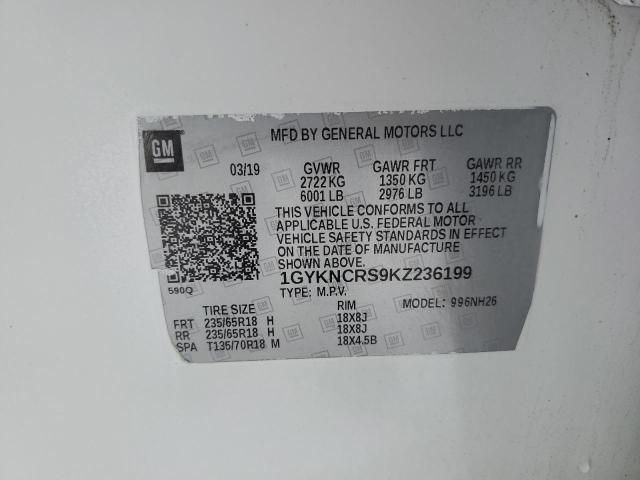 GM
MFD BY GENERAL MOTORS LLC
03/19 GVWR GAWR FRT GAWR RR
2722 KG 1350 KG 1450 KG
6001 LB 2976 LB 3196 LB
THIS VEHICLE CONFORMS TO ALL
APPLICABLE U.S. FEDERAL MOTOR
VEHICLE SAFETY STANDARDS IN EFFECT
ON THE DATE OF MANUFACTURE
SHOWN ABOVE.
1GYKNCRS9KZ236199
590Q
TYPE: M.P.V. MODEL: 996NH26
TIRE SIZE RIM
FRT 235/65R18 H 18X8J
RR 235/65R18 H 18X8J
SPA T135/70R18 M 18X4.5B